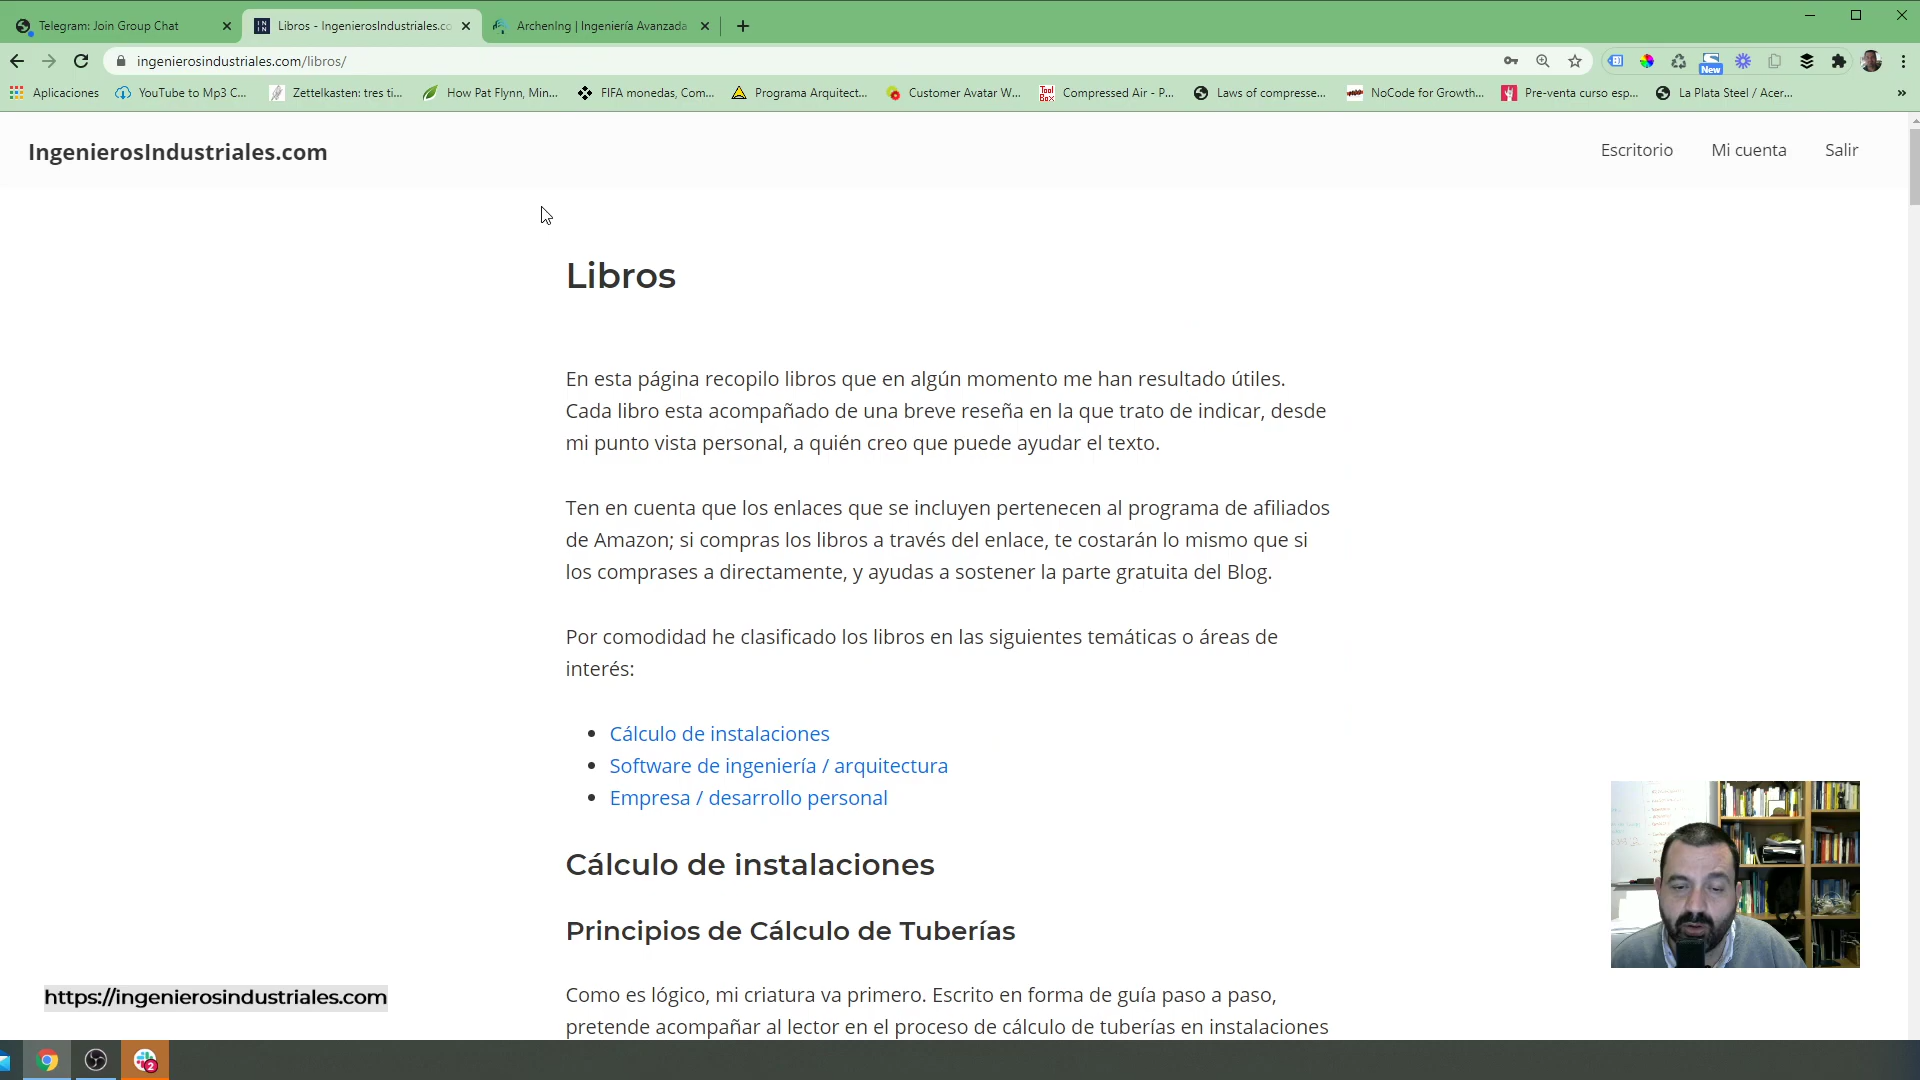 Telegram: Join Group Chat
Libros - IngenierosIndustriales.co
ArchenIng | Ingeniería Avanzada
ingenierosindustriales.com/libros/
New
Aplicaciones
YouTube to Mp3 C...
Zettelkasten: tres ti...
How Pat Flynn, Min...
FIFA monedas, Com...
Programa Arquitect...
Customer Avatar W...
Tool Box
Compressed Air - P...
Laws of compresse...
NoCode for Growth...
Pre-venta curso esp...
La Plata Steel / Acer...
»
IngenierosIndustriales.com
Escritorio
Mi cuenta
Salir
Libros
En esta página recopilo libros que en algún momento me han resultado útiles.
Cada libro esta acompañado de una breve reseña en la que trato de indicar, desde
mi punto vista personal, a quién creo que puede ayudar el texto.
Ten en cuenta que los enlaces que se incluyen pertenecen al programa de afiliados
de Amazon; si compras los libros a través del enlace, te costarán lo mismo que si
los comprases a directamente, y ayudas a sostener la parte gratuita del Blog.
Por comodidad he clasificado los libros en las siguientes temáticas o áreas de
interés:
• Cálculo de instalaciones
• Software de ingeniería / arquitectura
• Empresa / desarrollo personal
Cálculo de instalaciones
Principios de Cálculo de Tuberías
Como es lógico, mi criatura va primero. Escrito en forma de guía paso a paso,
pretende acompañar al lector en el proceso de cálculo de tuberías en instalaciones
https://ingenierosindustriales.com
2